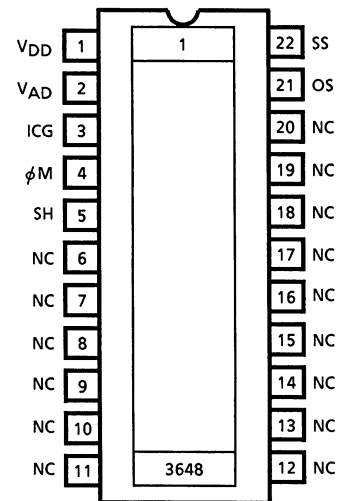 VDD 1 1 22 SS
VAD 2 21 OS
ICG 3 20 NC
ϕM 4 19 NC
SH 5 18 NC
NC 6 17 NC
NC 7 16 NC
NC 8 15 NC
NC 9 14 NC
NC 10 13 NC
NC 11 3648 12 NC